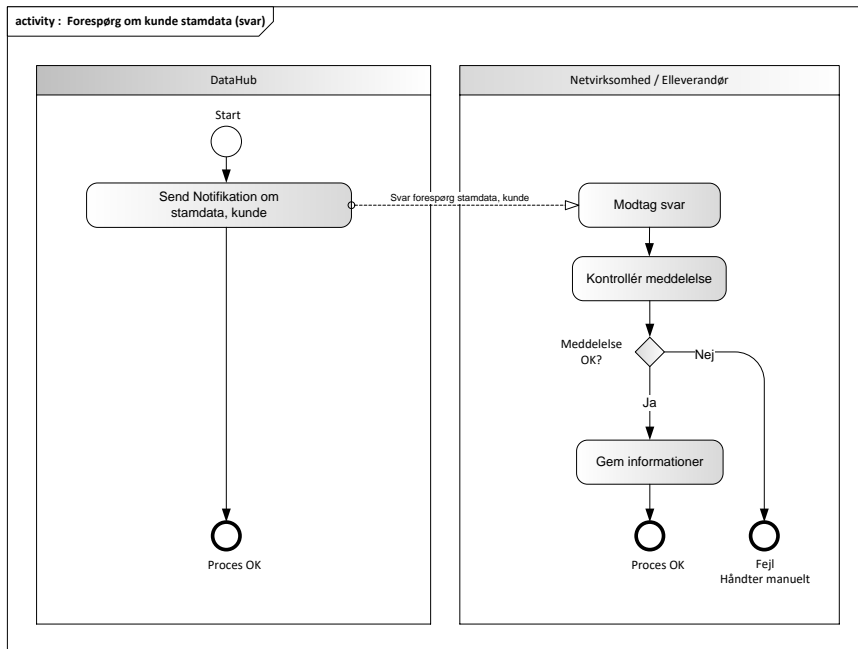 activity : Forespørg om kunde stamdata (svar)
DataHub
Netvirksomhed / Elleverandør
Start
Send Notifikation om
stamdata, kunde
Svar forespørg stamdata, kunde
Modtag svar
Kontrollér meddelelse
Meddelelse
OK?
Nej
Ja
Gem informationer
Proces OK
Proces OK
Fejl
Håndter manuelt